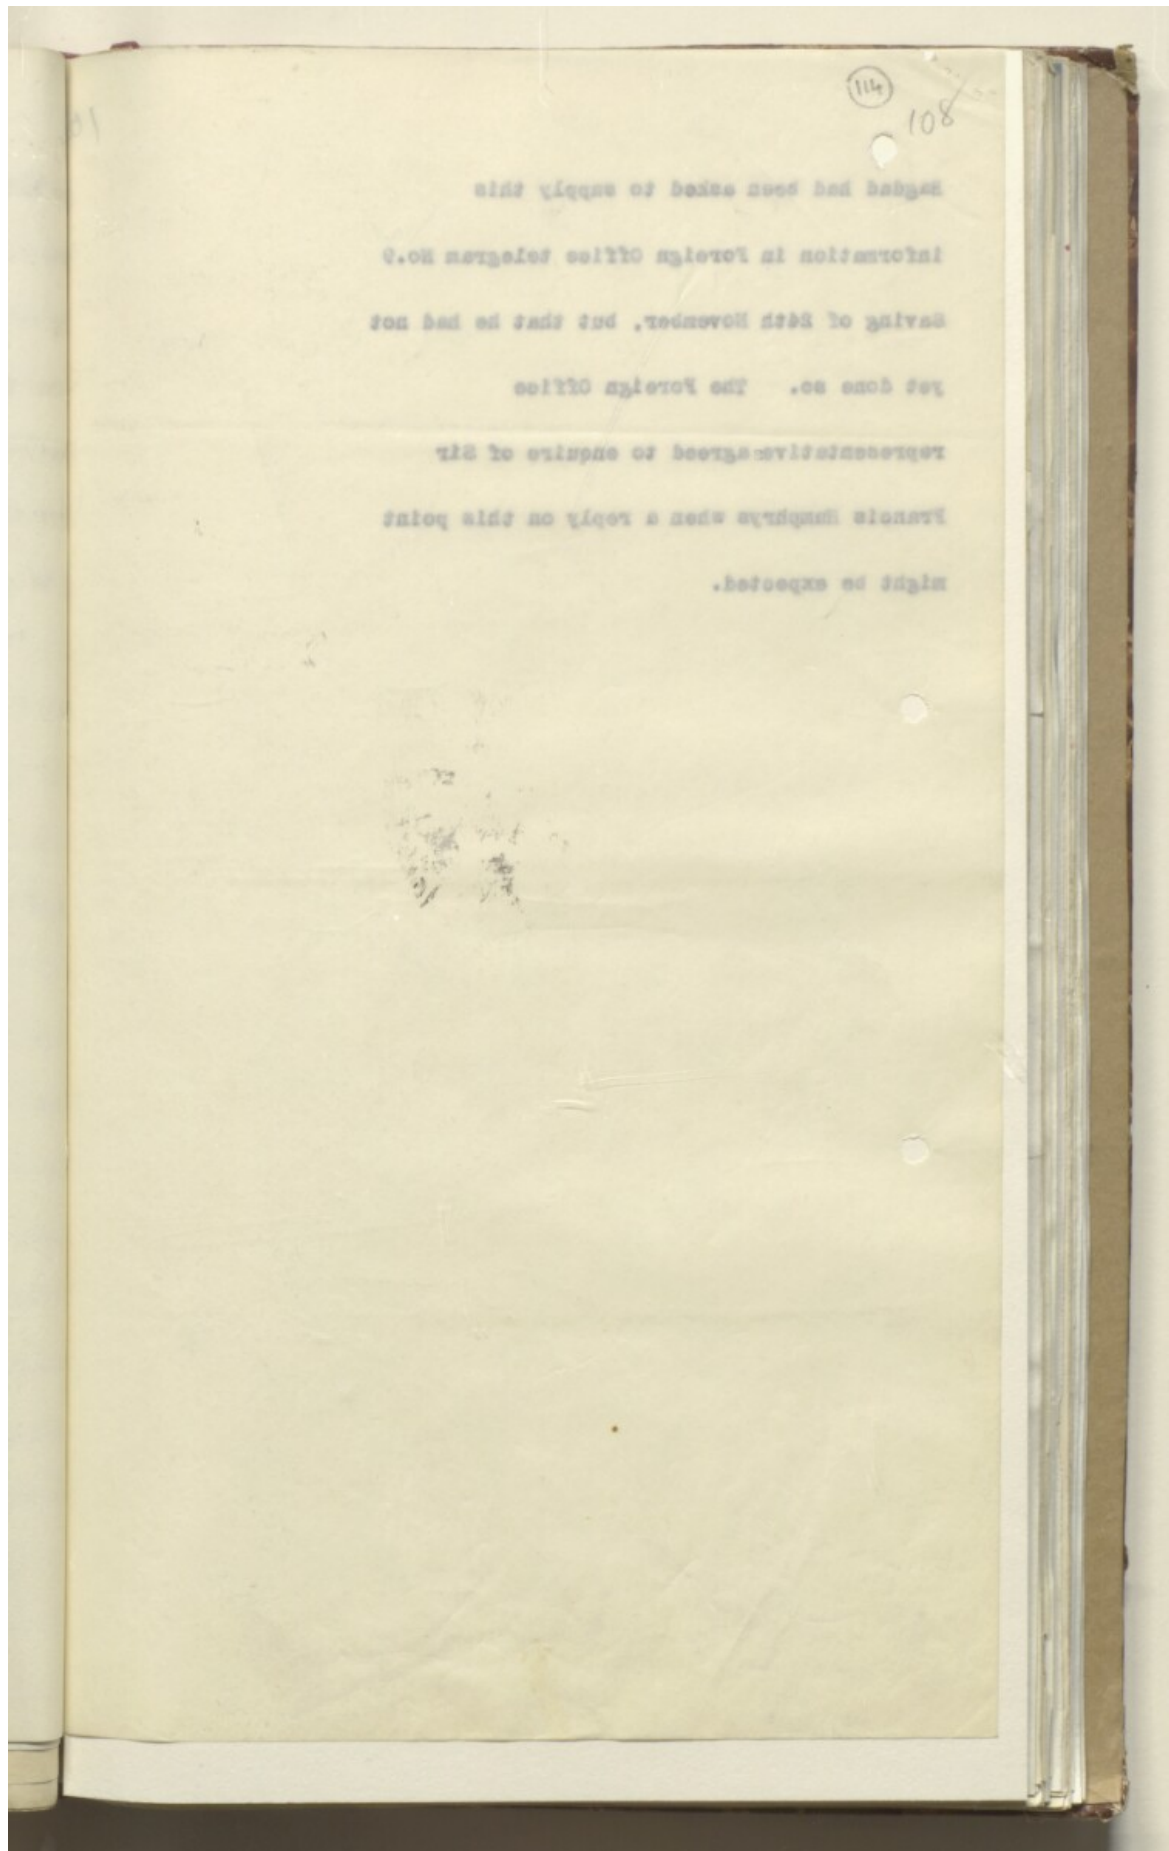 114
108
Bagdad had been asked to supply this
information in Foreign Office telegram No.9
Saving of 24th November, but that he had not
yet done so. The Foreign Office
representative agreed to enquire of Sir
Francis Humphrys when a reply on this point
might be expected.